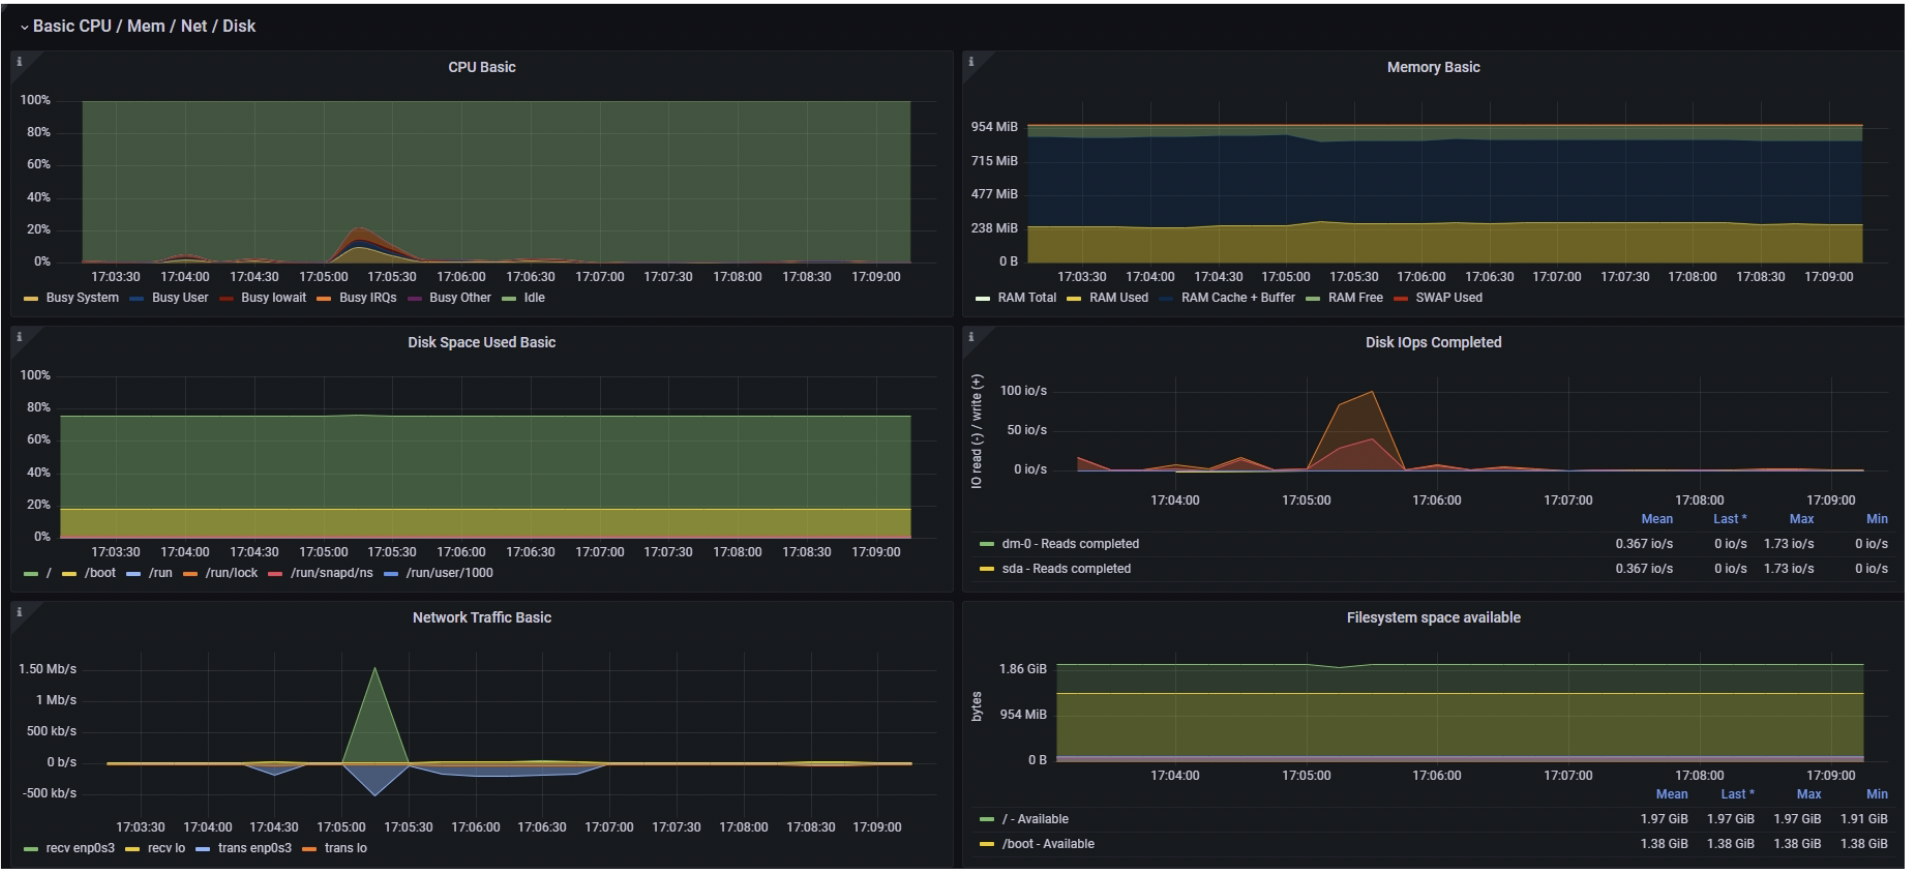 Basic CPU / Mem / Net / Disk
CPU Basic
100%
80%
60%
40%
20%
0%
17:03:30 17:04:00 17:04:30 17:05:00 17:05:30 17:06:00 17:06:30 17:07:00 17:07:30 17:08:00 17:08:30 17:09:00
Busy System Busy User Busy Iowait Busy IRQs Busy Other Idle
Memory Basic
954 MiB
715 MiB
477 MiB
238 MiB
0 B
17:03:30 17:04:00 17:04:30 17:05:00 17:05:30 17:06:00 17:06:30 17:07:00 17:07:30 17:08:00 17:08:30 17:09:00
RAM Total RAM Used RAM Cache + Buffer RAM Free SWAP Used
Disk Space Used Basic
100%
80%
60%
40%
20%
0%
17:03:30 17:04:00 17:04:30 17:05:00 17:05:30 17:06:00 17:06:30 17:07:00 17:07:30 17:08:00 17:08:30 17:09:00
/ /boot /run /run/lock /run/snapd/ns /run/user/1000
Disk IOps Completed
IO read (-) / write (+)
100 io/s
50 io/s
0 io/s
17:04:00 17:05:00 17:06:00 17:07:00 17:08:00 17:09:00
Mean Last * Max Min
dm-0 - Reads completed 0.367 io/s 0 io/s 1.73 io/s 0 io/s
sda - Reads completed 0.367 io/s 0 io/s 1.73 io/s 0 io/s
Network Traffic Basic
1.50 Mb/s
1 Mb/s
500 kb/s
0 b/s
-500 kb/s
17:03:30 17:04:00 17:04:30 17:05:00 17:05:30 17:06:00 17:06:30 17:07:00 17:07:30 17:08:00 17:08:30 17:09:00
recv enp0s3 recv lo trans enp0s3 trans lo
Filesystem space available
bytes
1.86 GiB
954 MiB
0 B
17:04:00 17:05:00 17:06:00 17:07:00 17:08:00 17:09:00
Mean Last * Max Min
/ - Available 1.97 GiB 1.97 GiB 1.97 GiB 1.91 GiB
/boot - Available 1.38 GiB 1.38 GiB 1.38 GiB 1.38 GiB